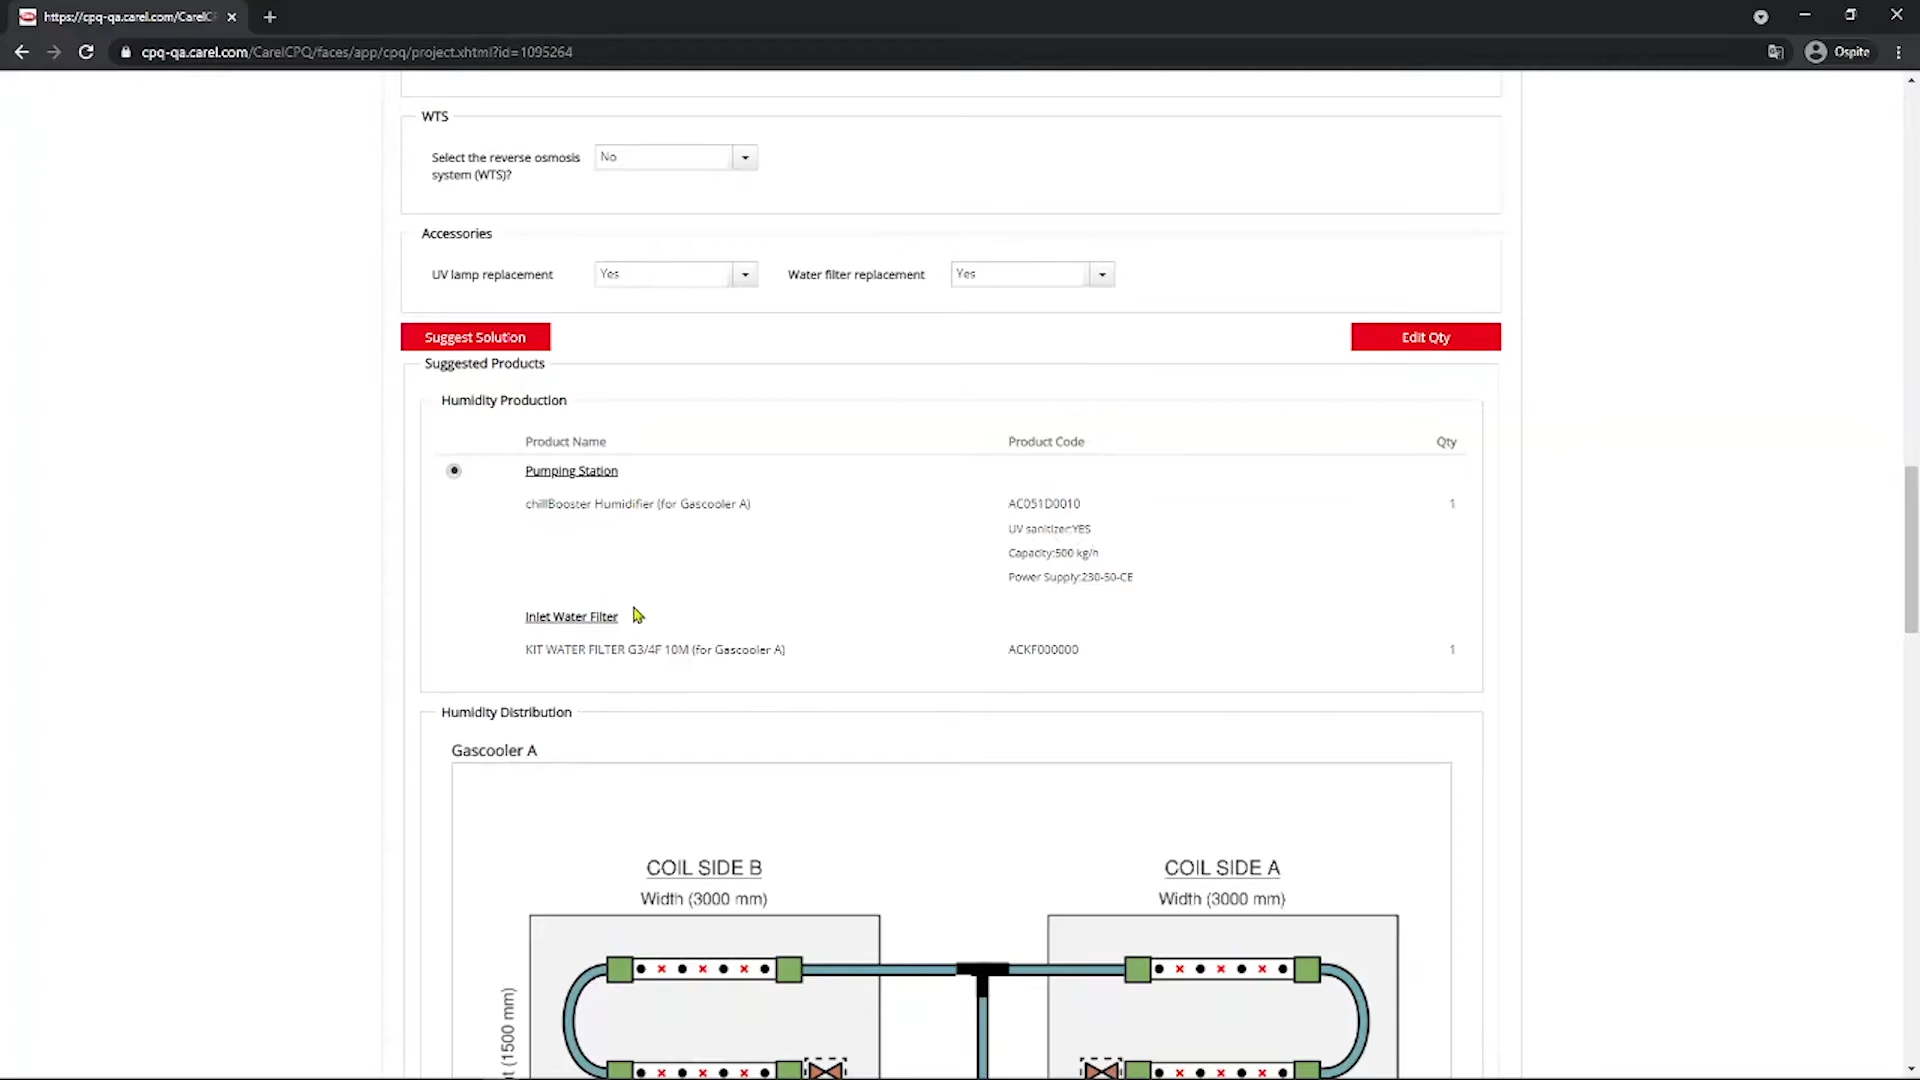 https://cpq-qa.carel.com/CarelC
cpq-qa.carel.com/CarelCPQ/faces/app/cpq/project.xhtml?id=1095264
Ospite
WTS
Select the reverse osmosis
system (WTS)?
No
Accessories
UV lamp replacement
Yes
Water filter replacement
Yes
Suggest Solution
Edit Qty
Suggested Products
Humidity Production
Product Name
Product Code
Qty
Pumping Station
chillBooster Humidifier (for Gascooler A)
AC051D0010
1
UV sanitizer:YES
Capacity:500 kg/h
Power Supply:230-50-CE
Inlet Water Filter
KIT WATER FILTER G3/4F 10M (for Gascooler A)
ACKF000000
1
Humidity Distribution
Gascooler A
COIL SIDE B
COIL SIDE A
Width (3000 mm)
Width (3000 mm)
(1500 mm)